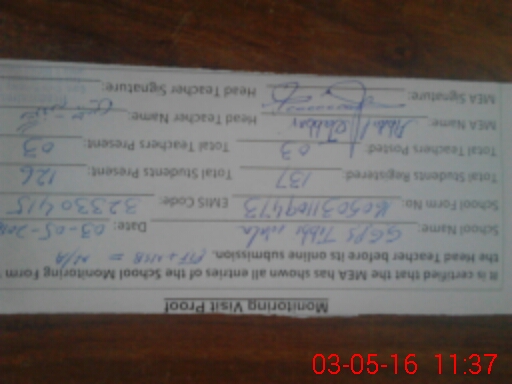 Monitoring Visit Proof
It is certified that the MEA has shown all entries of the School Monitoring Form
the Head Teacher before its online submission. = N/A
School Name: GGPS Tibbi Date: 03-05-201
School Form No: EMIS Code: 32330415
Total Students Registered: 137 Total Students Present: 126
Total Teachers Posted: 03 Total Teachers Present: 03
MEA Name: Head Teacher Name:
MEA Signature: Head Teacher Signature:
03-05-16 11:37